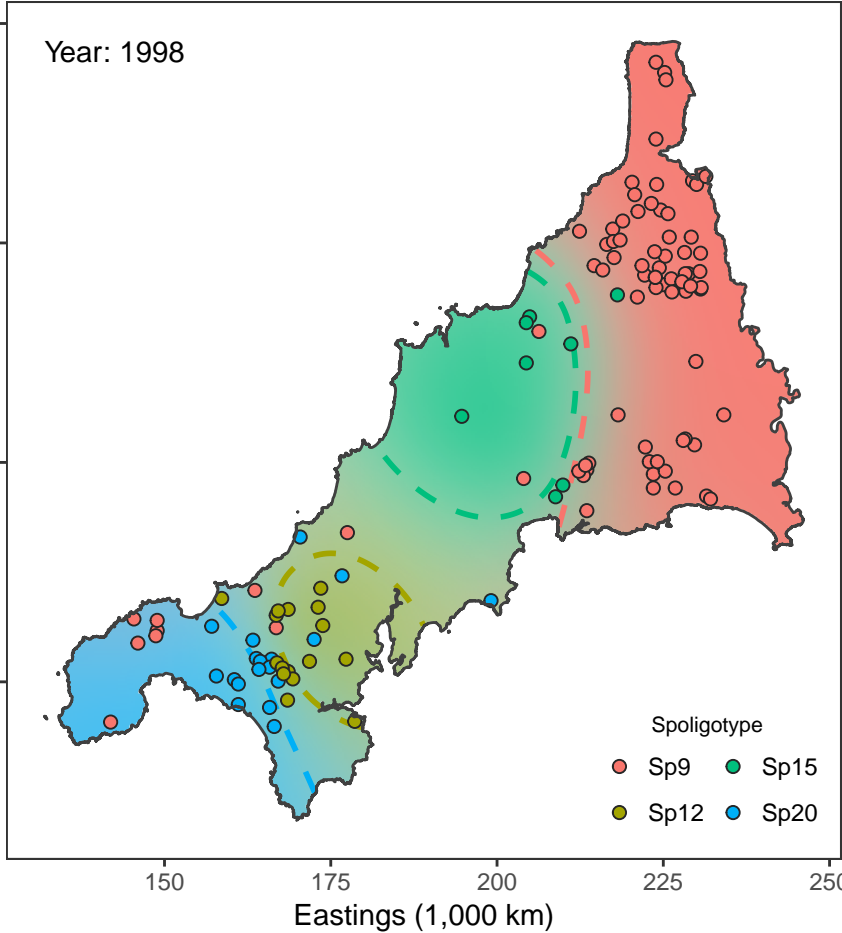 Year: 1998
Spoligotype
Sp9 Sp15
Sp12 Sp20
150 175 200 225 250
Eastings (1,000 km)